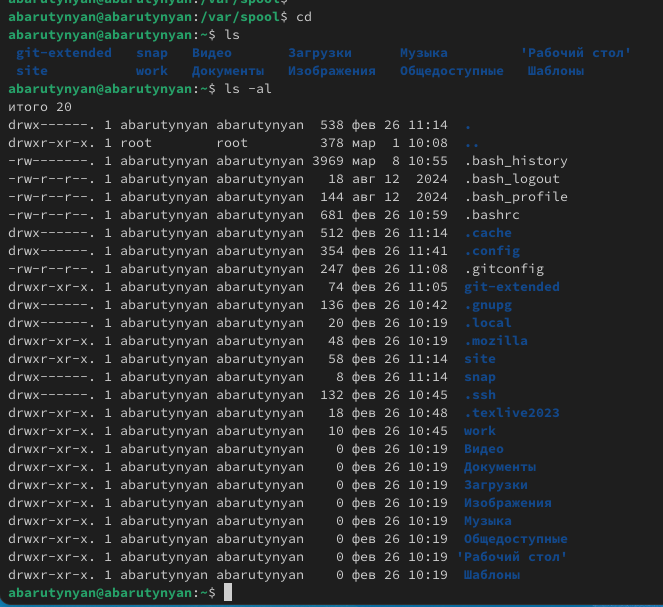 abarutynyan@abarutynyan:/var/spool$
abarutynyan@abarutynyan:/var/spool$ cd
abarutynyan@abarutynyan:~$ ls
git-extended snap Видео Загрузки Музыка 'Рабочий стол'
site work Документы Изображения Общедоступные Шаблоны
abarutynyan@abarutynyan:~$ ls -al
итого 20
drwx------. 1 abarutynyan abarutynyan 538 фев 26 11:14 .
drwxr-xr-x. 1 root root 378 мар 1 10:08 ..
-rw-------. 1 abarutynyan abarutynyan 3969 мар 8 10:55 .bash_history
-rw-r--r--. 1 abarutynyan abarutynyan 18 авг 12 2024 .bash_logout
-rw-r--r--. 1 abarutynyan abarutynyan 144 авг 12 2024 .bash_profile
-rw-r--r--. 1 abarutynyan abarutynyan 681 фев 26 10:59 .bashrc
drwx------. 1 abarutynyan abarutynyan 512 фев 26 11:14 .cache
drwx------. 1 abarutynyan abarutynyan 354 фев 26 11:41 .config
-rw-r--r--. 1 abarutynyan abarutynyan 247 фев 26 11:08 .gitconfig
drwxr-xr-x. 1 abarutynyan abarutynyan 74 фев 26 11:05 git-extended
drwx------. 1 abarutynyan abarutynyan 136 фев 26 10:42 .gnupg
drwx------. 1 abarutynyan abarutynyan 20 фев 26 10:19 .local
drwxr-xr-x. 1 abarutynyan abarutynyan 48 фев 26 10:19 .mozilla
drwxr-xr-x. 1 abarutynyan abarutynyan 58 фев 26 11:14 site
drwx------. 1 abarutynyan abarutynyan 8 фев 26 11:14 snap
drwx------. 1 abarutynyan abarutynyan 132 фев 26 10:45 .ssh
drwxr-xr-x. 1 abarutynyan abarutynyan 18 фев 26 10:48 .texlive2023
drwxr-xr-x. 1 abarutynyan abarutynyan 10 фев 26 10:45 work
drwxr-xr-x. 1 abarutynyan abarutynyan 0 фев 26 10:19 Видео
drwxr-xr-x. 1 abarutynyan abarutynyan 0 фев 26 10:19 Документы
drwxr-xr-x. 1 abarutynyan abarutynyan 0 фев 26 10:19 Загрузки
drwxr-xr-x. 1 abarutynyan abarutynyan 0 фев 26 10:19 Изображения
drwxr-xr-x. 1 abarutynyan abarutynyan 0 фев 26 10:19 Музыка
drwxr-xr-x. 1 abarutynyan abarutynyan 0 фев 26 10:19 Общедоступные
drwxr-xr-x. 1 abarutynyan abarutynyan 0 фев 26 10:19 'Рабочий стол'
drwxr-xr-x. 1 abarutynyan abarutynyan 0 фев 26 10:19 Шаблоны
abarutynyan@abarutynyan:~$